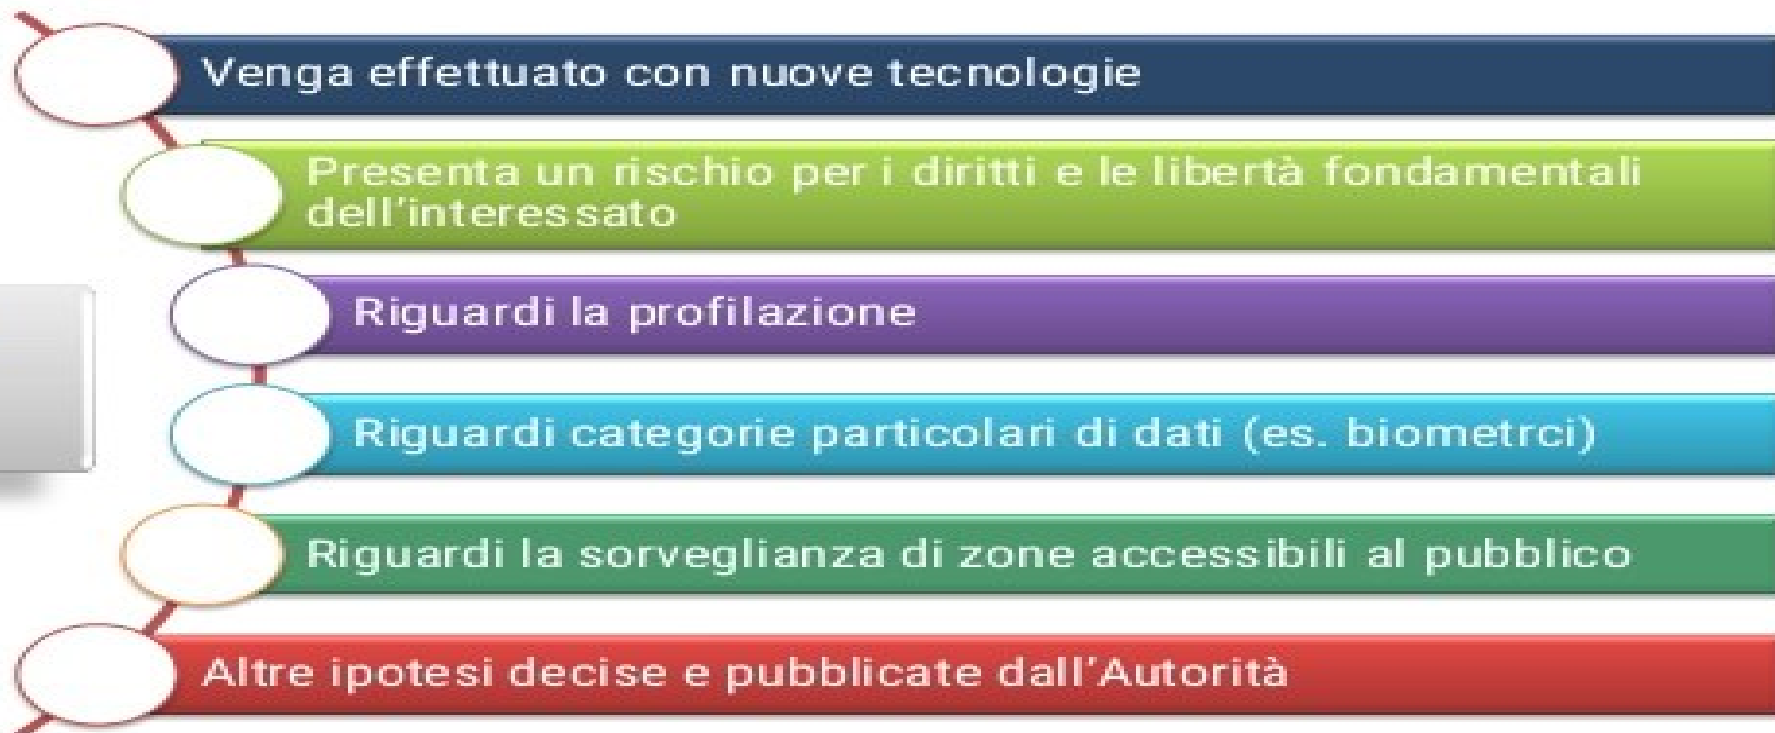 Venga effettuato con nuove tecnologie
Presenta un rischio per i diritti e le libertà fondamentali
dell'interessato
Riguardi la profilazione
Riguardi categorie particolari di dati (es. biometrci)
Riguardi la sorveglianza di zone accessibili al pubblico
Altre ipotesi decise e pubblicate dall'Autorità